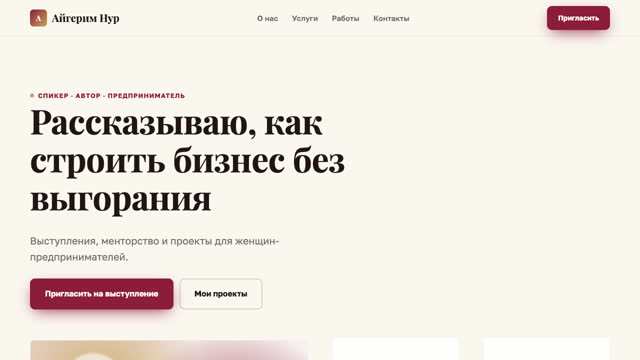 А Айгерим Нур
О нас Услуги Работы Контакты
Пригласить
СПИКЕР · АВТОР · ПРЕДПРИНИМАТЕЛЬ
Рассказываю, как
строить бизнес без
выгорания
Выступления, менторство и проекты для женщин-
предпринимателей.
Пригласить на выступление
Мои проекты